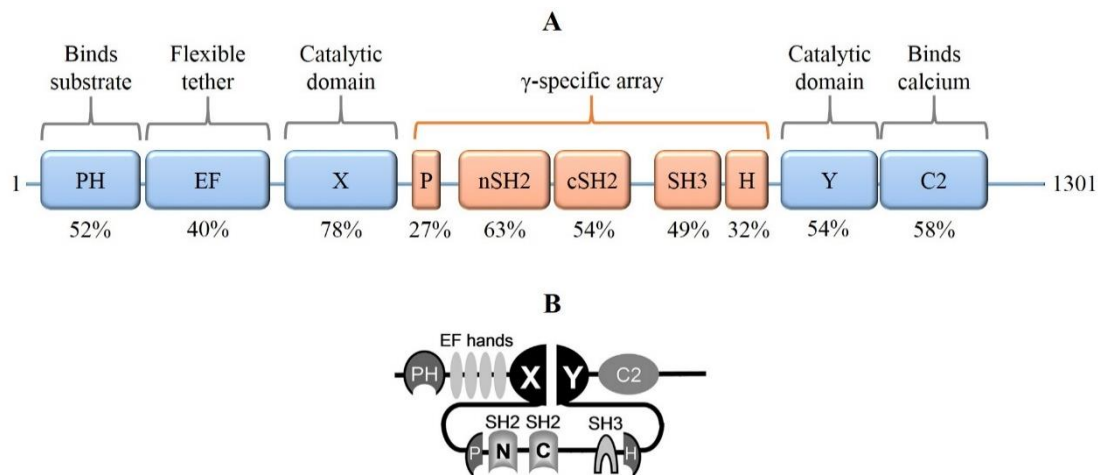 A
Binds
substrate
Flexible
tether
Catalytic
domain
γ-specific array
Catalytic
domain
Binds
calcium
1 PH EF X P nSH2 cSH2 SH3 H Y C2 1301
52% 40% 78% 27% 63% 54% 49% 32% 54% 58%
B
EF hands
PH X Y C2
SH2 SH2 SH3
P N C H